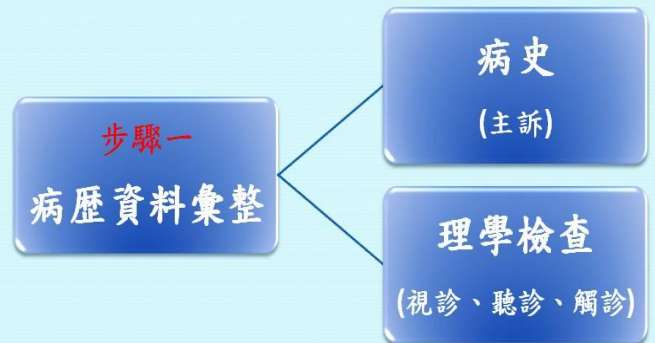 步驟一
病歷資料彙整
病史
(主訴)
理學檢查
(視診、聽診、觸診)